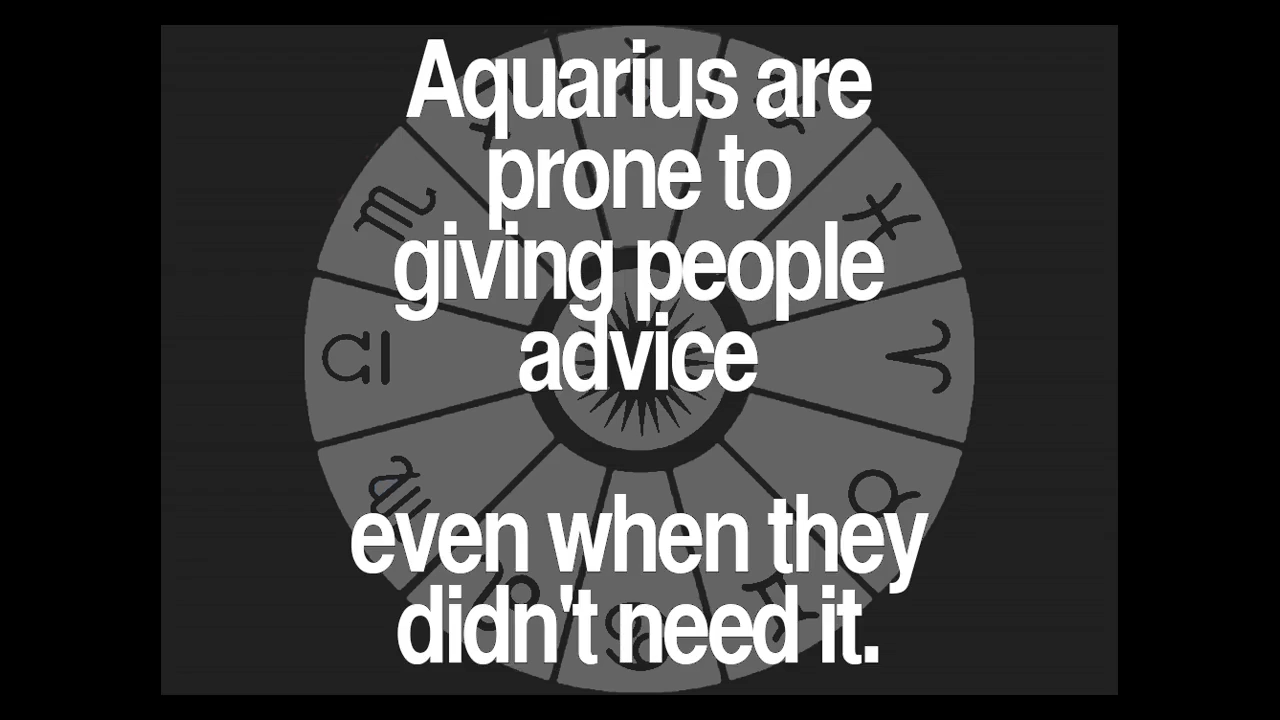 Aquarius are
prone to
giving people
advice
even when they
didn't need it.